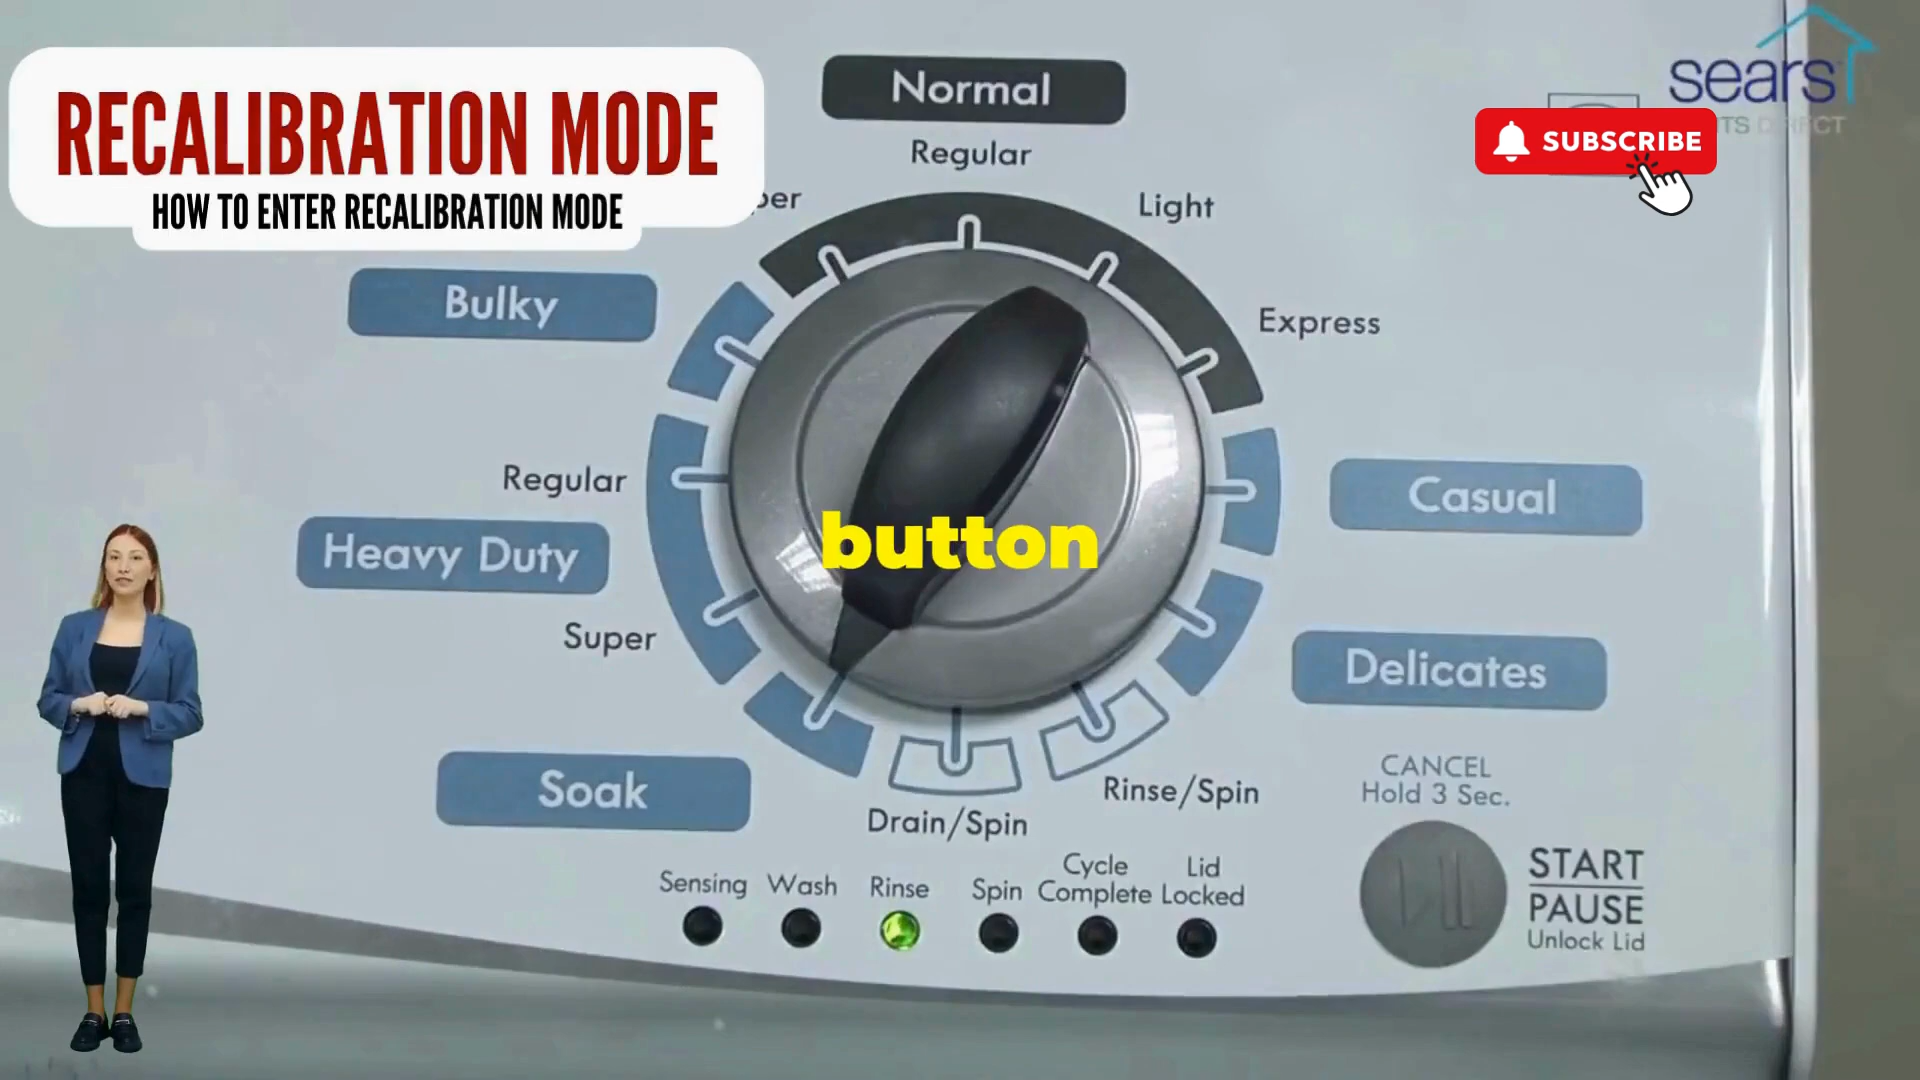 RECALIBRATION MODE
HOW TO ENTER RECALIBRATION MODE
Normal
Regular
Light
Express
Bulky
Regular
Heavy Duty
Super
Soak
Casual
Delicates
Rinse/Spin
Drain/Spin
button
CANCEL
Hold 3 Sec.
START
PAUSE
Unlock Lid
Sensing
Wash
Rinse
Spin
Cycle
Complete
Lid
Locked
sears
SUBSCRIBE